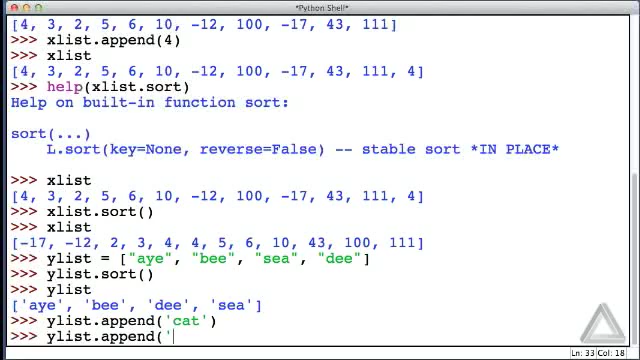 *Python Shell*
[4, 3, 2, 5, 6, 10, -12, 100, -17, 43, 111]
>>> xlist.append(4)
>>> xlist
[4, 3, 2, 5, 6, 10, -12, 100, -17, 43, 111, 4]
>>> help(xlist.sort)
Help on built-in function sort:
sort(...)
    L.sort(key=None, reverse=False) -- stable sort *IN PLACE*
>>> xlist
[4, 3, 2, 5, 6, 10, -12, 100, -17, 43, 111, 4]
>>> xlist.sort()
>>> xlist
[-17, -12, 2, 3, 4, 4, 5, 6, 10, 43, 100, 111]
>>> ylist = ["aye", "bee", "sea", "dee"]
>>> ylist.sort()
>>> ylist
['aye', 'bee', 'dee', 'sea']
>>> ylist.append('cat')
>>> ylist.append('
Ln: 33 Col: 18